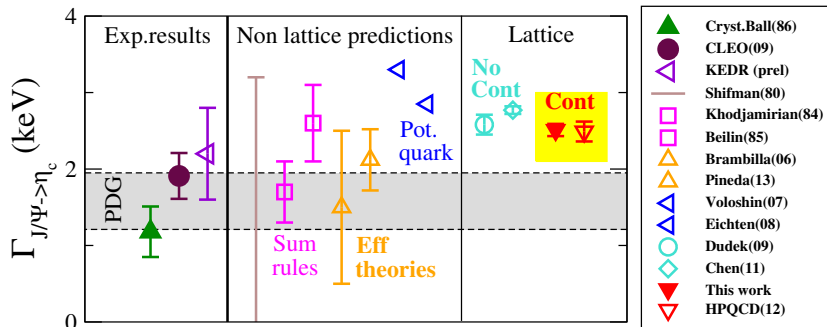 4
2
0
Γ J/Ψ->η_c (keV)
Exp.results
Non lattice predictions
Lattice
No
Cont
Cont
Pot.
quark
PDG
Sum
rules
Eff
theories
Cryst.Ball(86)
CLEO(09)
KEDR (prel)
Shifman(80)
Khodjamirian(84)
Beilin(85)
Brambilla(06)
Pineda(13)
Voloshin(07)
Eichten(08)
Dudek(09)
Chen(11)
This work
HPQCD(12)